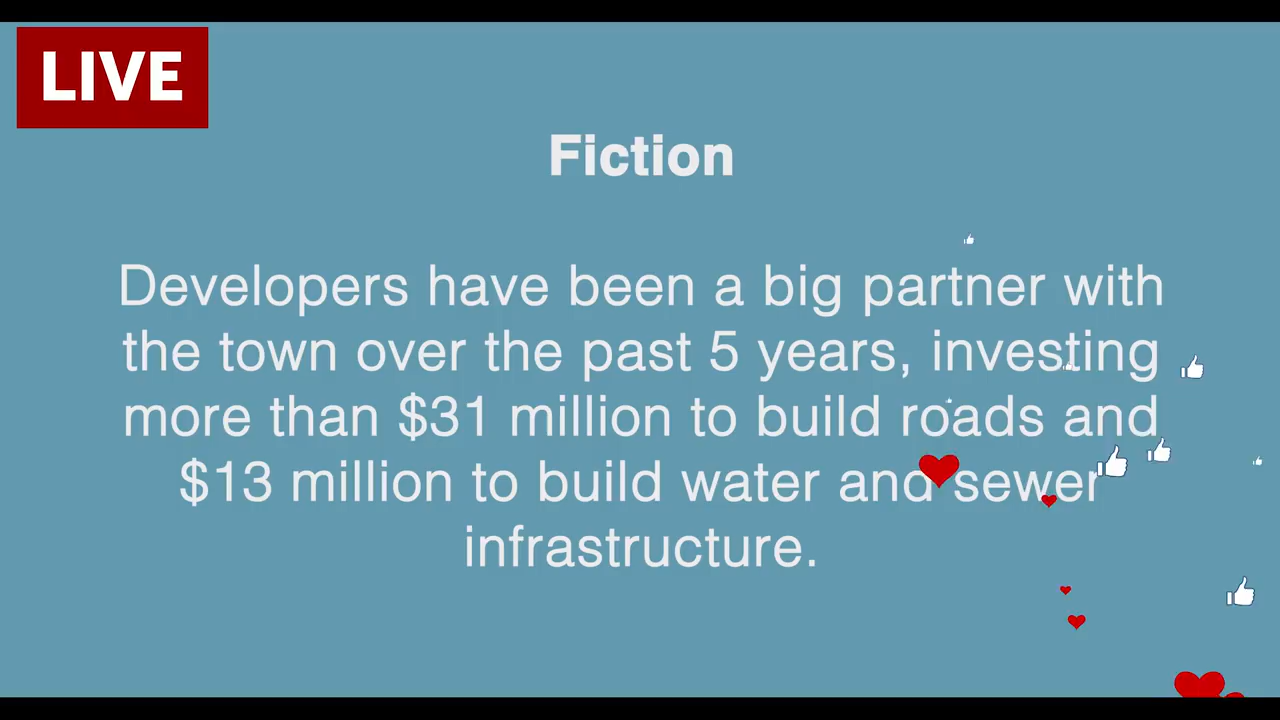 LIVE
Fiction
Developers have been a big partner with
the town over the past 5 years, investing
more than $31 million to build roads and
$13 million to build water and sewer
infrastructure.